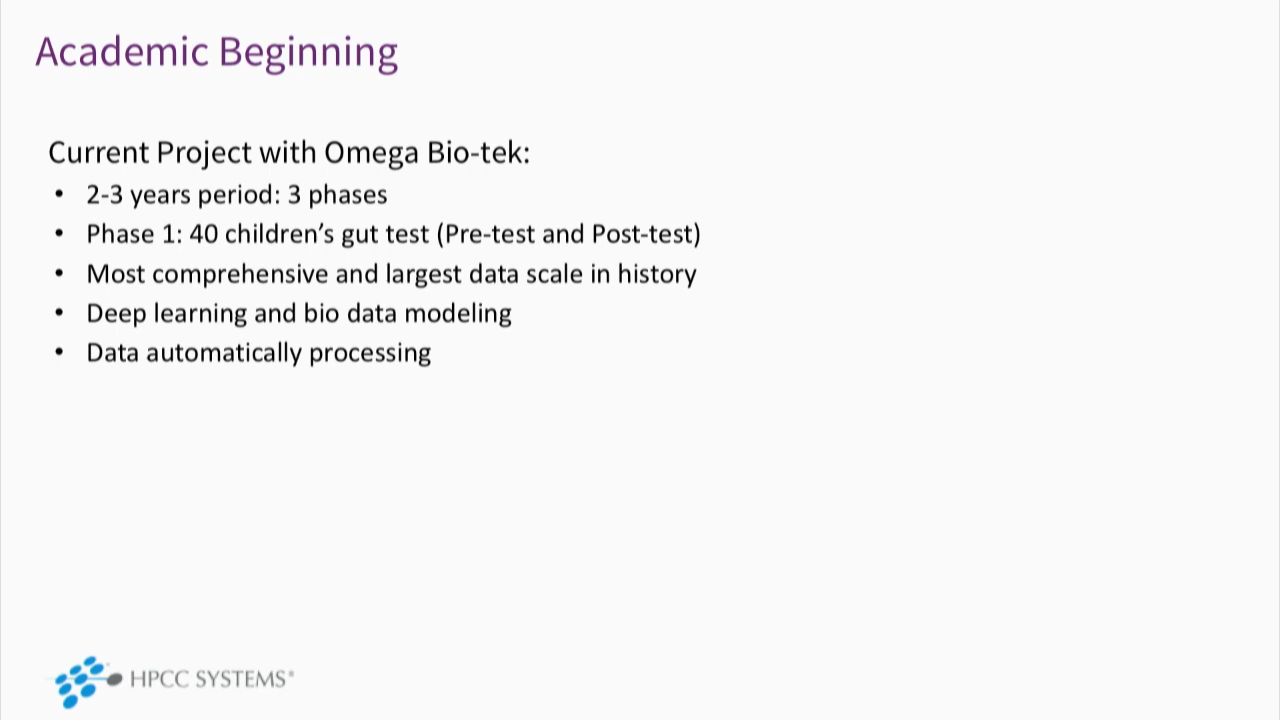 Academic Beginning
Current Project with Omega Bio-tek:
• 2-3 years period: 3 phases
• Phase 1: 40 children’s gut test (Pre-test and Post-test)
• Most comprehensive and largest data scale in history
• Deep learning and bio data modeling
• Data automatically processing
HPCC SYSTEMS®